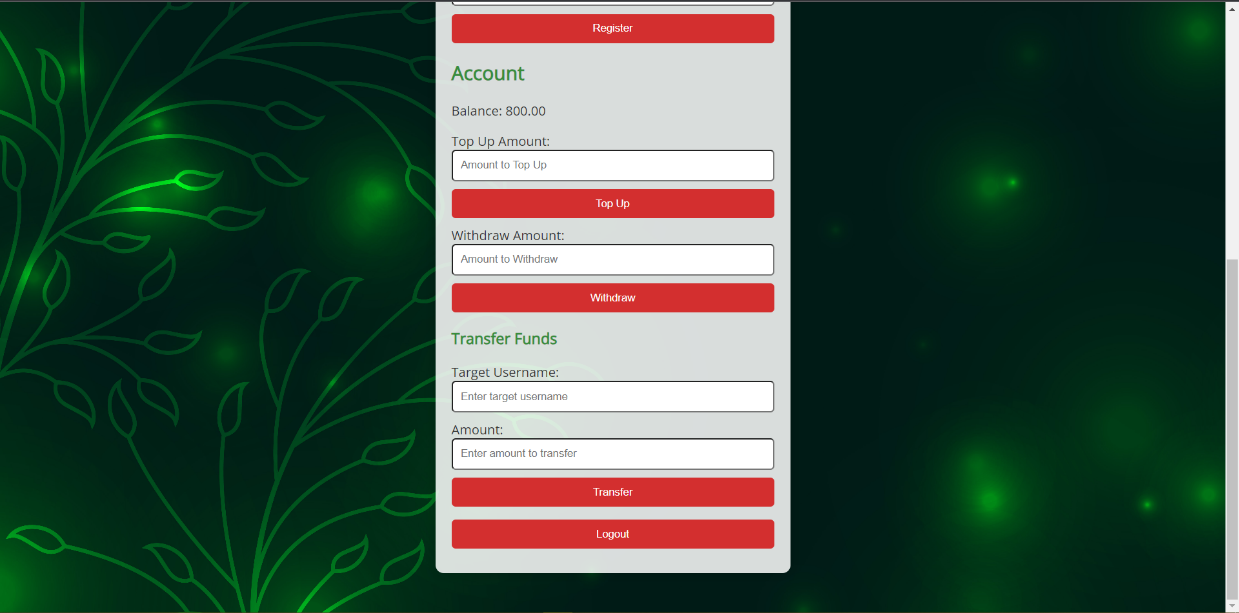 Register
Account
Balance: 800.00
Top Up Amount:
Amount to Top Up
Top Up
Withdraw Amount:
Amount to Withdraw
Withdraw
Transfer Funds
Target Username:
Enter target username
Amount:
Enter amount to transfer
Transfer
Logout